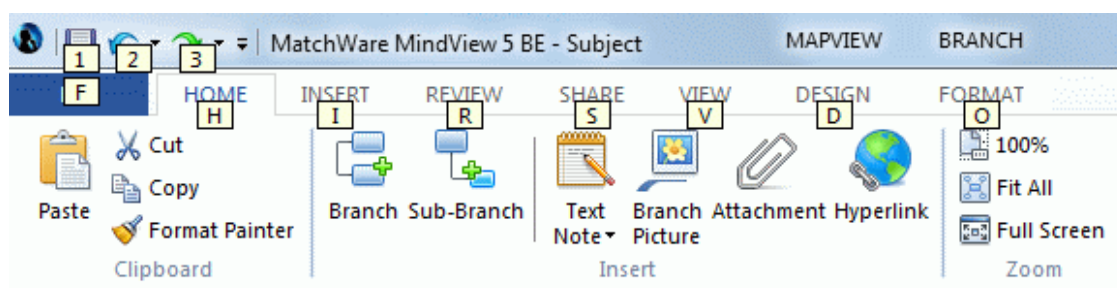 MatchWare MindView 5 BE - Subject MAPVIEW BRANCH
1 2 3
HOME INSERT REVIEW SHARE VIEW DESIGN FORMAT
F H I R S V D O
Cut 100%
Copy Fit All
Paste Branch Sub-Branch Text Branch Attachment Hyperlink
Format Painter Note Picture Full Screen
Clipboard Insert Zoom